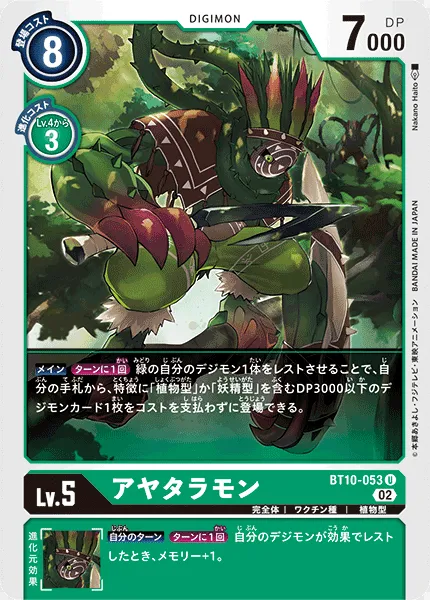 DIGIMON
登場コスト
8
DP
7000
進化コスト
Lv.4から
3
Nakano Haito
BANDAI MADE IN JAPAN
©本郷あきよし・フジテレビ・東映アニメーション
メイン ターンに1回 緑の自分のデジモン1体をレストさせることで、自
分の手札から、特徴に「植物型」か「妖精型」を含むDP3000以下のデ
ジモンカード1枚をコストを支払わずに登場できる。
Lv.5
アヤタラモン
BT10-053 U
02
完全体 | ワクチン種 | 植物型
進化元効果
自分のターン ターンに1回 自分のデジモンが効果でレスト
したとき、メモリー+1。